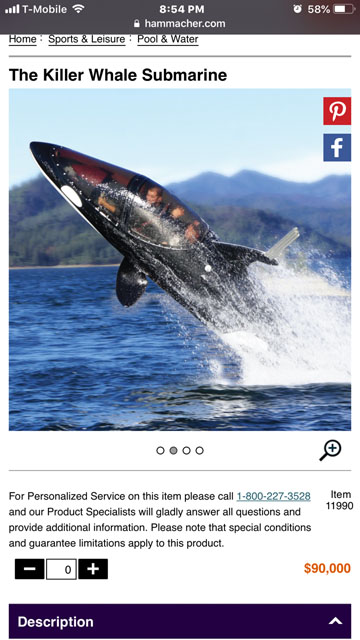 T-Mobile 8:54 PM 58%
hammacher.com
Home : Sports & Leisure : Pool & Water
The Killer Whale Submarine
For Personalized Service on this item please call 1-800-227-3528
and our Product Specialists will gladly answer all questions and
provide additional information. Please note that special conditions
and guarantee limitations apply to this product.
Item
11990
0
$90,000
Description